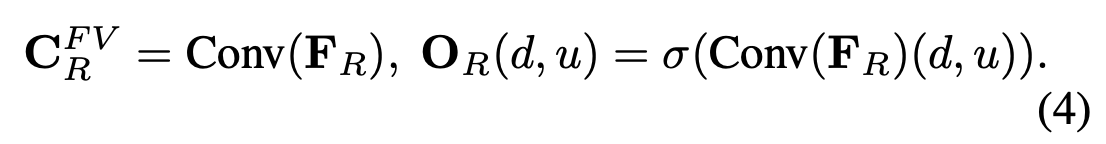 C_R^{FV} = Conv(F_R), O_R(d, u) = σ(Conv(F_R)(d, u)).
(4)